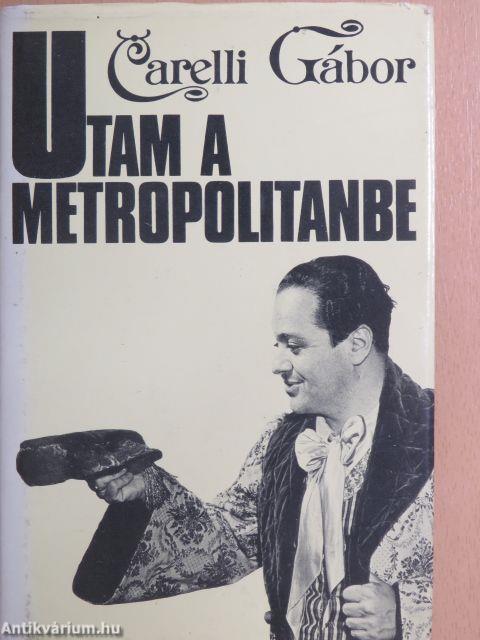 Carelli Gábor
UTAM A
METROPOLITANBE
Antikvárium.hu